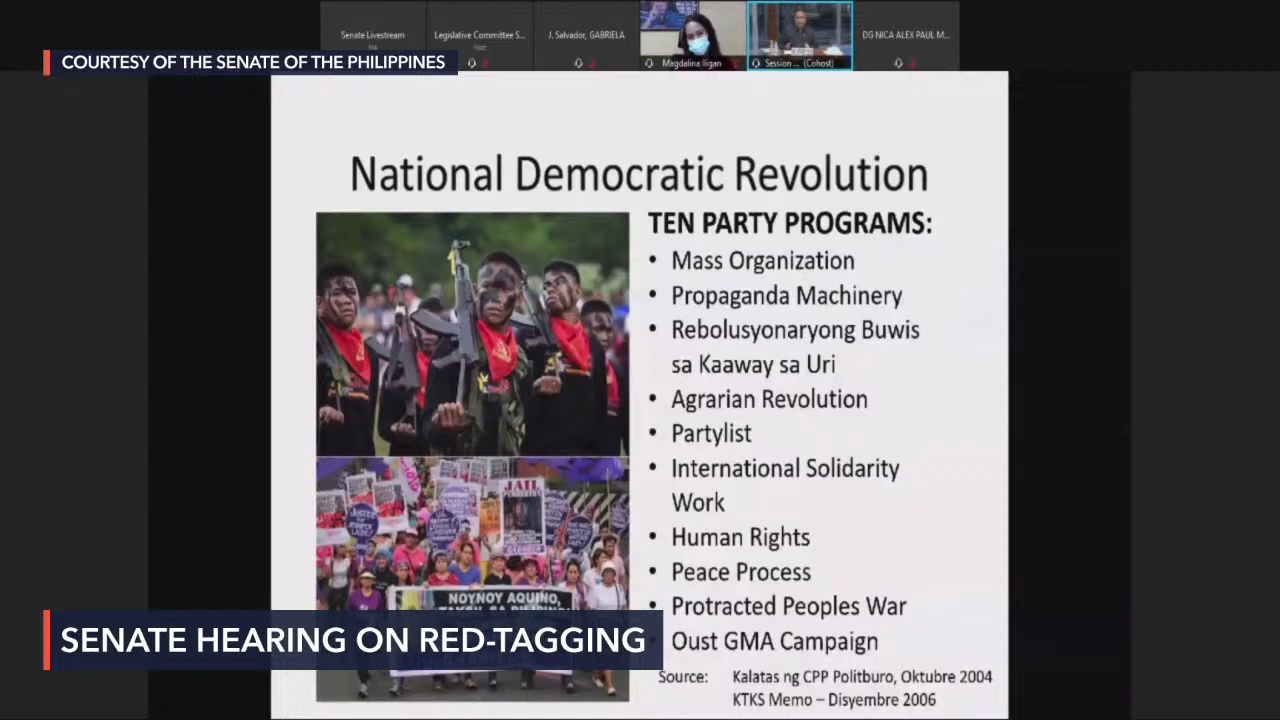 Senate Livestream
Legislative Committee S...
Host
J. Salvador, GABRIELA
Magdalina Iligan
Session ... (Cohost)
DG NICA ALEX PAUL M...
COURTESY OF THE SENATE OF THE PHILIPPINES
National Democratic Revolution
TEN PARTY PROGRAMS:
• Mass Organization
• Propaganda Machinery
• Rebolusyonaryong Buwis
sa Kaaway sa Uri
• Agrarian Revolution
• Partylist
• International Solidarity
Work
• Human Rights
• Peace Process
• Protracted Peoples War
• Oust GMA Campaign
Source: Kalatas ng CPP Politburo, Oktubre 2004
KTKS Memo – Disyembre 2006
JAIL
NOYNOY AQUINO,
SENATE HEARING ON RED-TAGGING